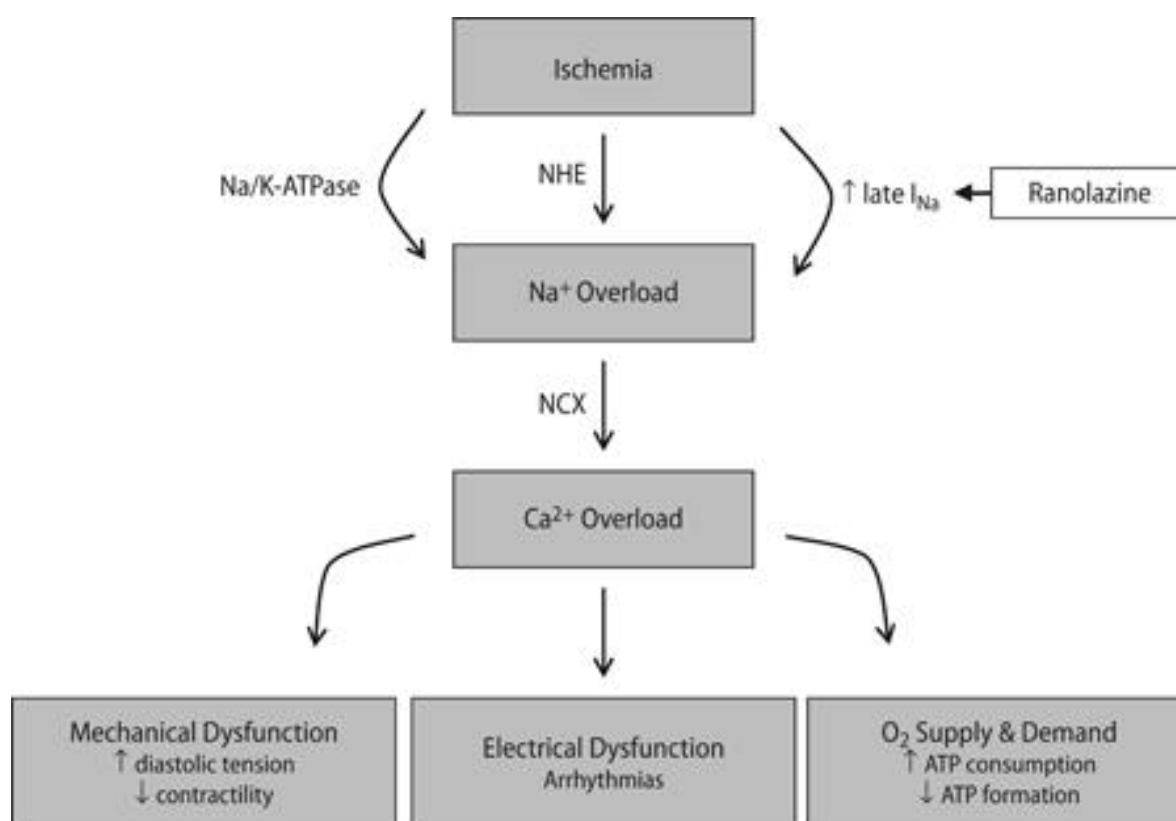 Ischemia
Na/K-ATPase
NHE
↑ late I_Na
Ranolazine
Na⁺ Overload
NCX
Ca²⁺ Overload
Mechanical Dysfunction
↑ diastolic tension
↓ contractility
Electrical Dysfunction
Arrhythmias
O₂ Supply & Demand
↑ ATP consumption
↓ ATP formation